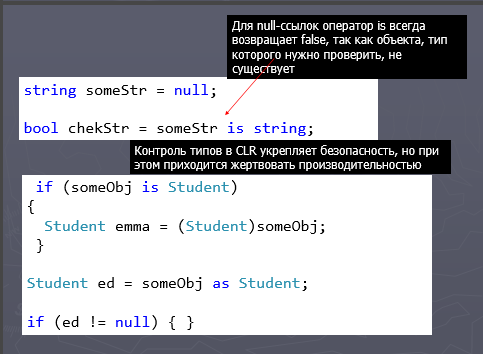 Для null-ссылок оператор is всегда
возвращает false, так как объекта, тип
которого нужно проверить, не
существует
string someStr = null;
bool chekStr = someStr is string;
Контроль типов в CLR укрепляет безопасность, но при
этом приходится жертвовать производительностью
if (someObj is Student)
{
Student emma = (Student)someObj;
}
Student ed = someObj as Student;
if (ed != null) { }